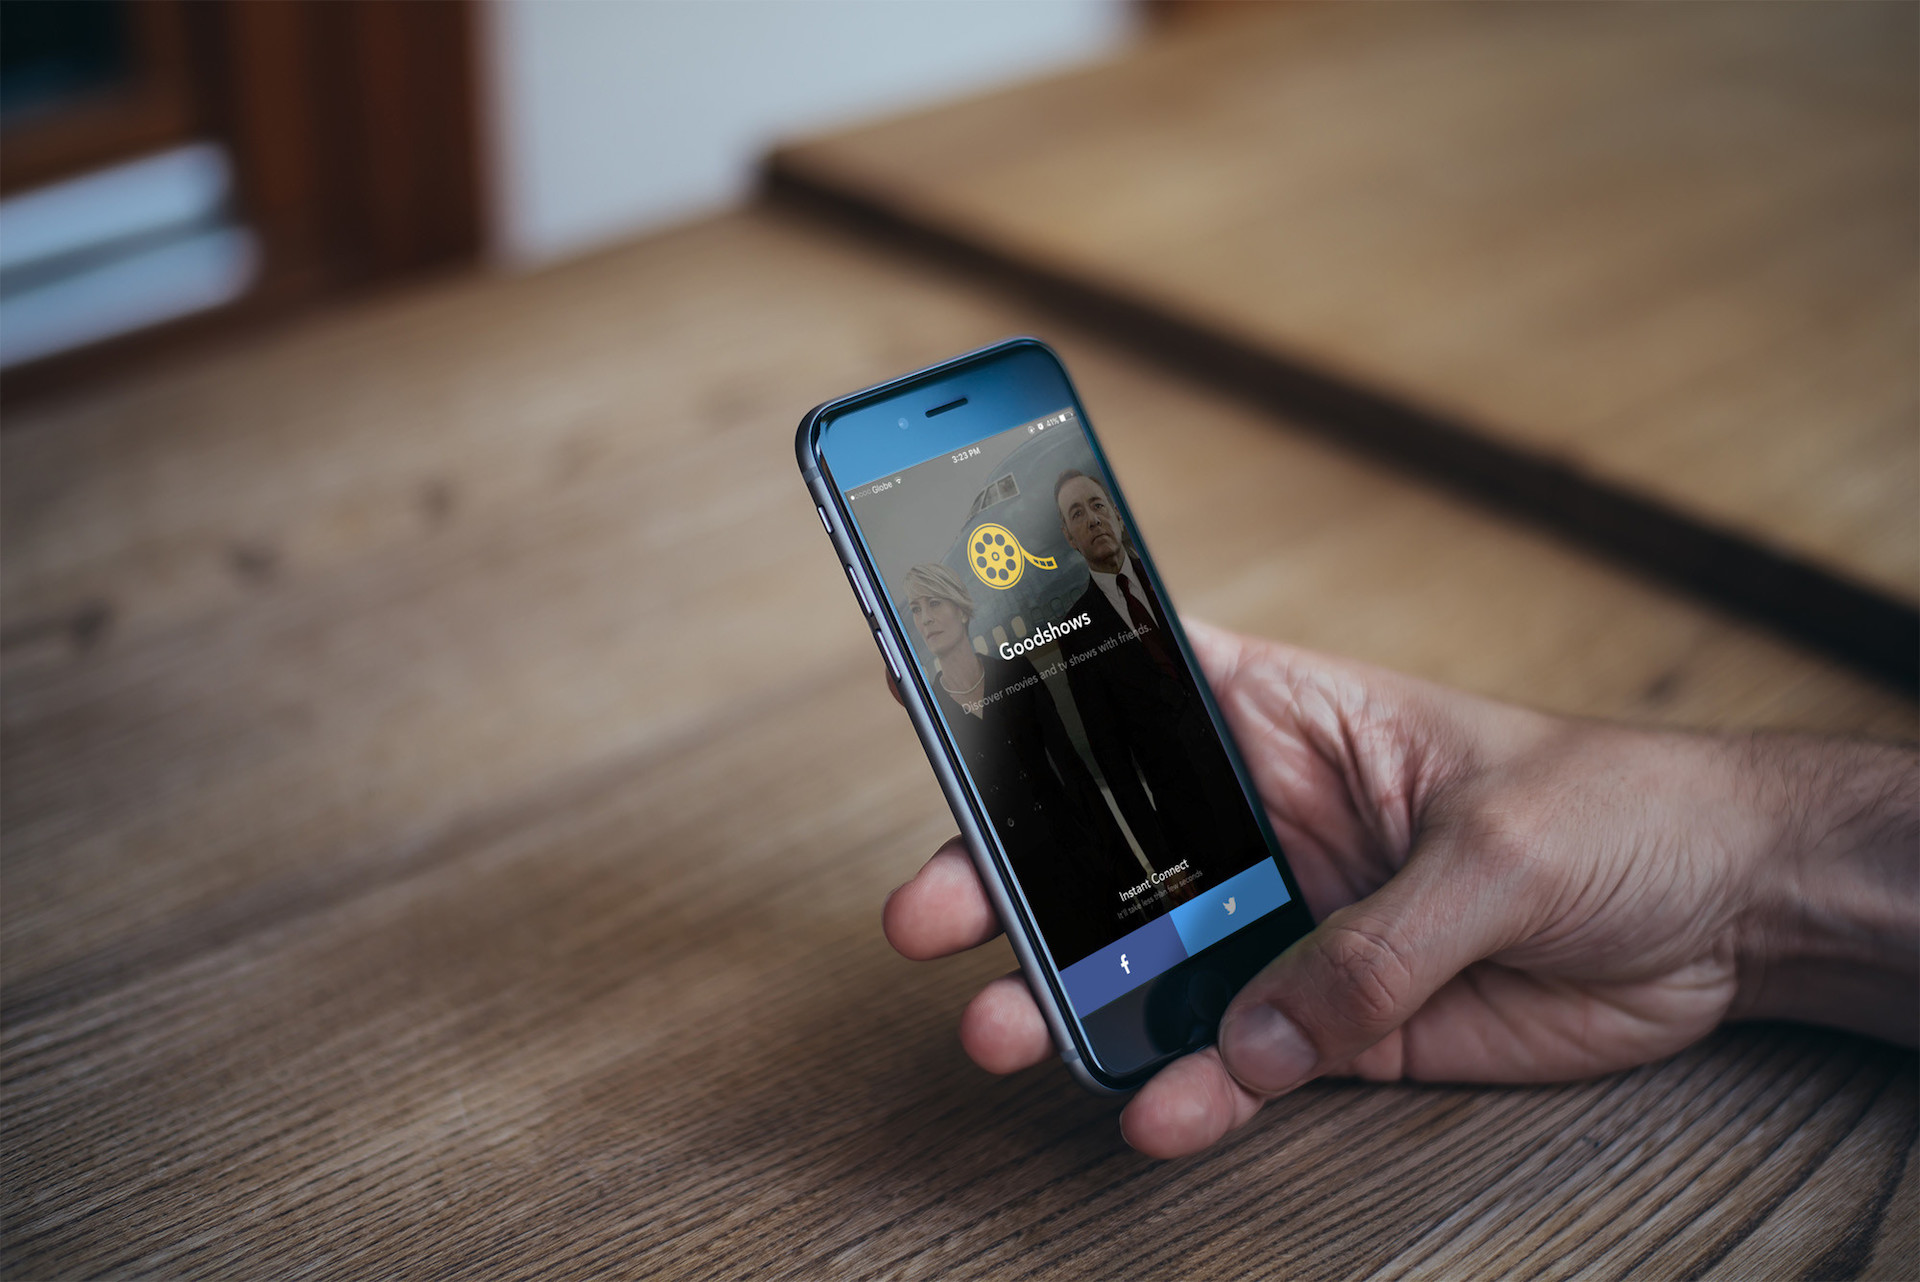 Globe
3:23 PM
41%
Goodshows
Discover movies and tv shows with friends.
Instant Connect
It'll take less than few seconds
f